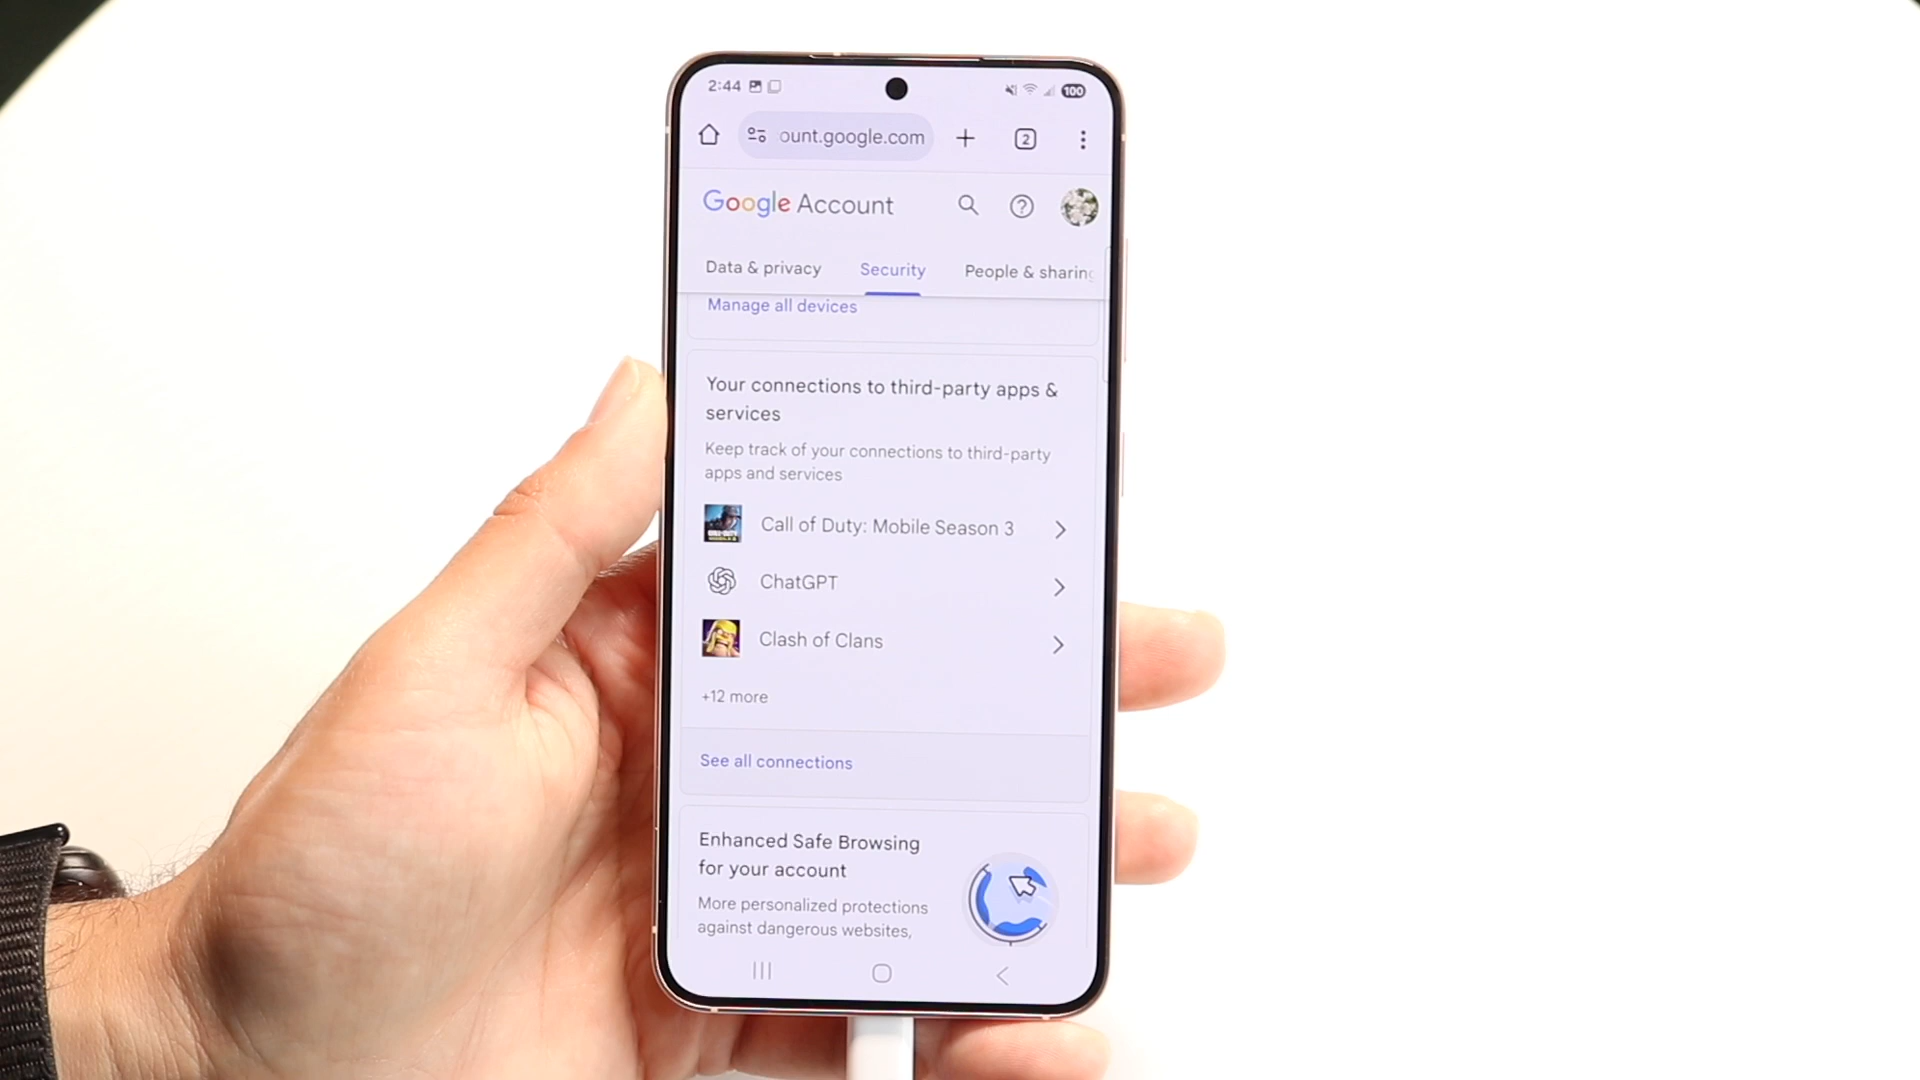 2:44
100
ount.google.com
2
Google Account
Data & privacy Security People & sharing
Manage all devices
Your connections to third-party apps &
services
Keep track of your connections to third-party
apps and services
Call of Duty: Mobile Season 3
ChatGPT
Clash of Clans
+12 more
See all connections
Enhanced Safe Browsing
for your account
More personalized protections
against dangerous websites,